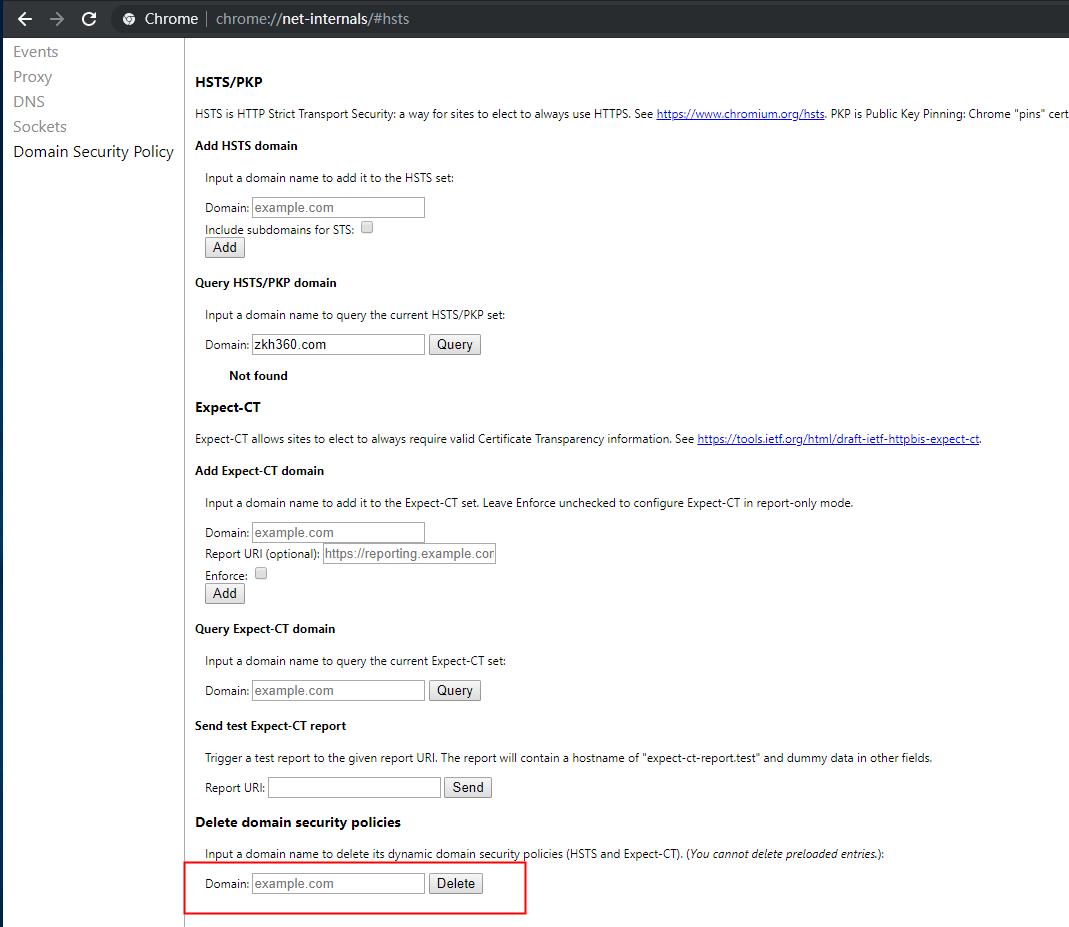 Chrome | chrome://net-internals/#hsts
Events
Proxy
DNS
Sockets
Domain Security Policy
HSTS/PKP
HSTS is HTTP Strict Transport Security: a way for sites to elect to always use HTTPS. See https://www.chromium.org/hsts. PKP is Public Key Pinning: Chrome "pins" cert
Add HSTS domain
Input a domain name to add it to the HSTS set:
Domain: example.com
Include subdomains for STS:
Add
Query HSTS/PKP domain
Input a domain name to query the current HSTS/PKP set:
Domain: zkh360.com Query
Not found
Expect-CT
Expect-CT allows sites to elect to always require valid Certificate Transparency information. See https://tools.ietf.org/html/draft-ietf-httpbis-expect-ct.
Add Expect-CT domain
Input a domain name to add it to the Expect-CT set. Leave Enforce unchecked to configure Expect-CT in report-only mode.
Domain: example.com
Report URI (optional): https://reporting.example.cor
Enforce:
Add
Query Expect-CT domain
Input a domain name to query the current Expect-CT set:
Domain: example.com Query
Send test Expect-CT report
Trigger a test report to the given report URI. The report will contain a hostname of "expect-ct-report.test" and dummy data in other fields.
Report URI: Send
Delete domain security policies
Input a domain name to delete its dynamic domain security policies (HSTS and Expect-CT). (You cannot delete preloaded entries.):
Domain: example.com Delete